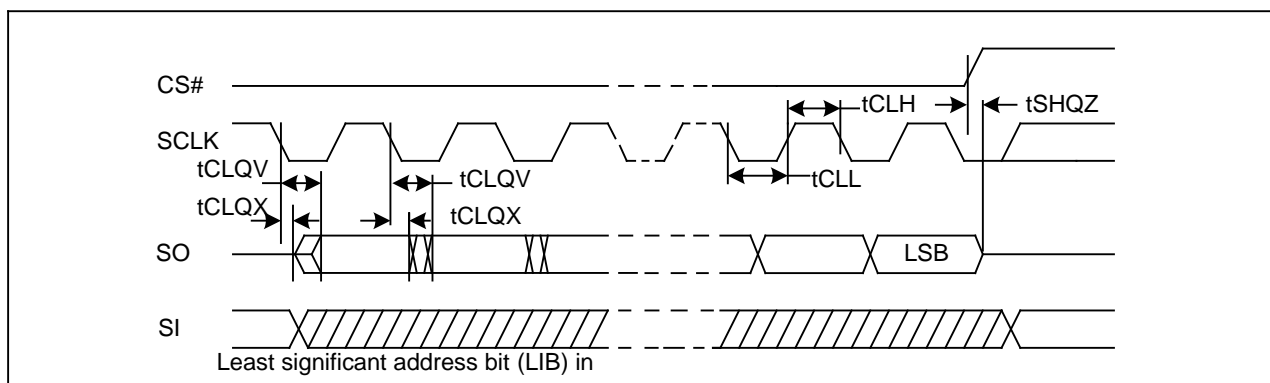 CS#
tCLH
tSHQZ
SCLK
tCLQV
tCLQV
tCLL
tCLQX
tCLQX
SO
LSB
SI
Least significant address bit (LIB) in